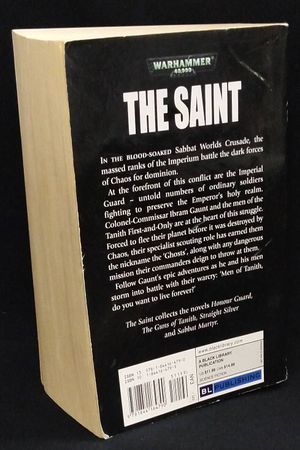 WARHAMMER
40,000
THE SAINT
IN THE BLOOD-SOAKED Sabbat Worlds Crusade, the
massed ranks of the Imperium battle the dark forces
of Chaos for dominion.
At the forefront of this conflict are the Imperial
Guard – untold numbers of ordinary soldiers
fighting to preserve the Emperor's holy realm.
Colonel-Commissar Ibram Gaunt and the men of the
Tanith First-and-Only are at the heart of this struggle.
Forced to flee their planet before it was destroyed by
Chaos, their specialist scouting role has earned them
the nickname the 'Ghosts', along with any dangerous
mission their commanders deign to throw at them.
Follow Gaunt's epic adventures as he and his men
storm into battle with their warcry: 'Men of Tanith,
do you want to live forever?'
The Saint collects the novels Honour Guard,
The Guns of Tanith, Straight Silver
and Sabbat Martyr.
www.blacklibrary.com
A BLACK LIBRARY
PUBLICATION
SCIENCE FICTION
BL PUBLISHING